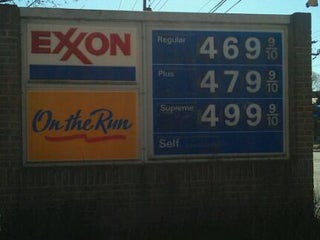 EXXON
On the Run
Regular 469 9/10
Plus 479 9/10
Supreme 499 9/10
Self